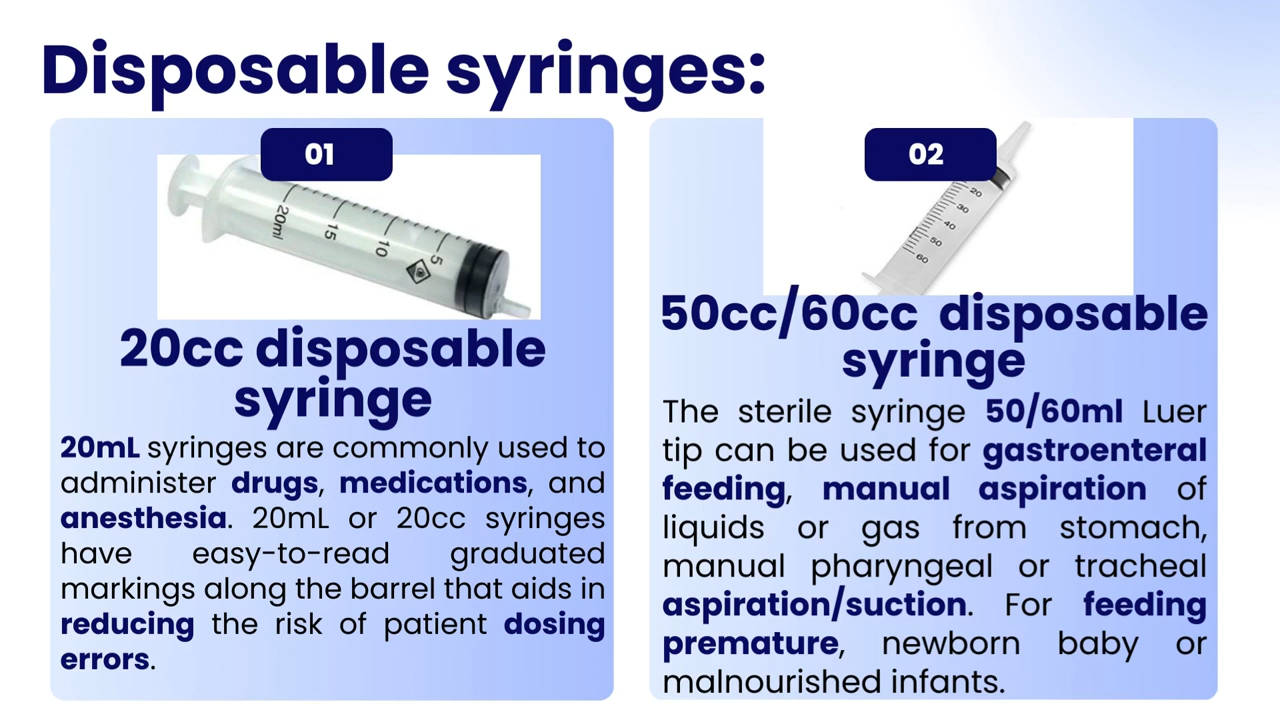 Disposable syringes:
01
20ml
15
10
5
20cc disposable
syringe
20mL syringes are commonly used to
administer drugs, medications, and
anesthesia. 20mL or 20cc syringes
have easy-to-read graduated
markings along the barrel that aids in
reducing the risk of patient dosing
errors.
02
20
30
40
50
60
50cc/60cc disposable
syringe
The sterile syringe 50/60ml Luer
tip can be used for gastroenteral
feeding, manual aspiration of
liquids or gas from stomach,
manual pharyngeal or tracheal
aspiration/suction. For feeding
premature, newborn baby or
malnourished infants.